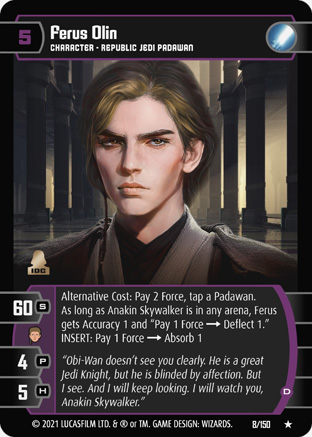 5
Ferus Olin
CHARACTER • REPUBLIC JEDI PADAWAN
IDC
60 S
4 P
5 H
Alternative Cost: Pay 2 Force, tap a Padawan.
As long as Anakin Skywalker is in any arena, Ferus
gets Accuracy 1 and “Pay 1 Force → Deflect 1.”
INSERT: Pay 1 Force → Absorb 1
“Obi-Wan doesn't see you clearly. He is a great
Jedi Knight, but he is blinded by affection. But
I see. And I will keep looking. I will watch you,
Anakin Skywalker.”
D
© 2021 LUCASFILM LTD. & ® or TM. GAME DESIGN: WIZARDS. 8/150 ★